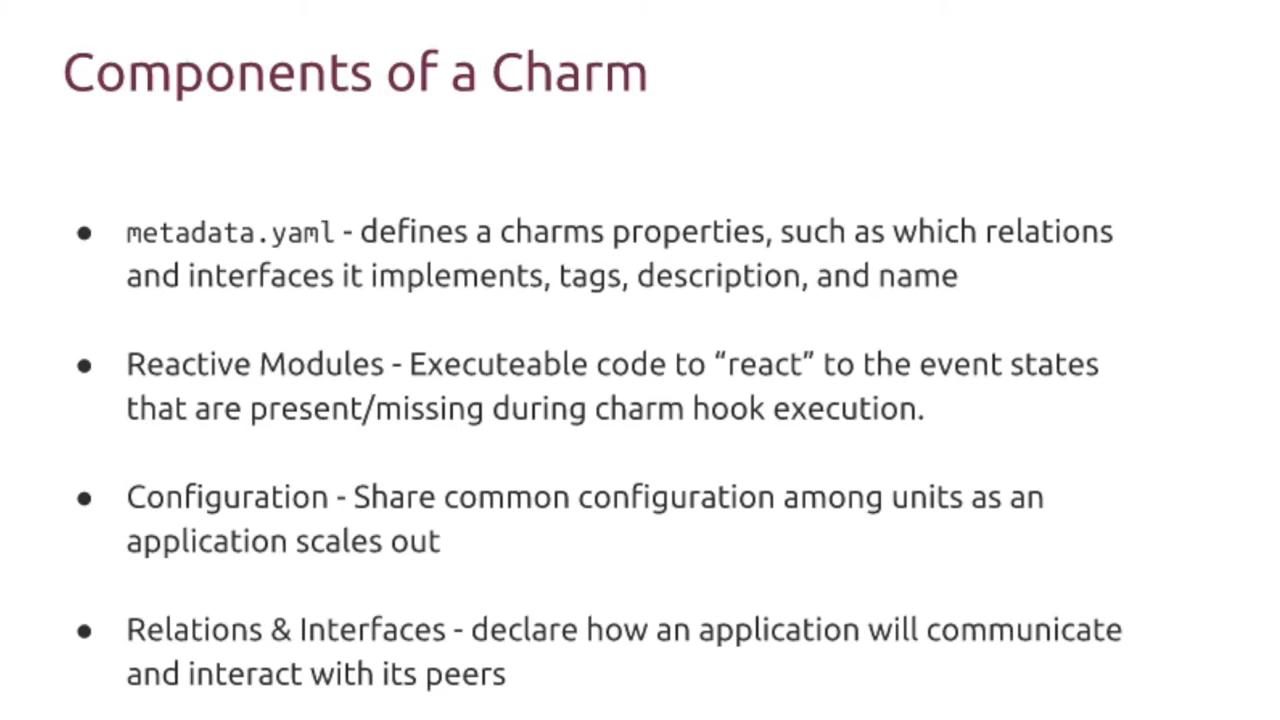 Components of a Charm
● metadata.yaml - defines a charms properties, such as which relations
and interfaces it implements, tags, description, and name
● Reactive Modules - Executeable code to “react” to the event states
that are present/missing during charm hook execution.
● Configuration - Share common configuration among units as an
application scales out
● Relations & Interfaces - declare how an application will communicate
and interact with its peers